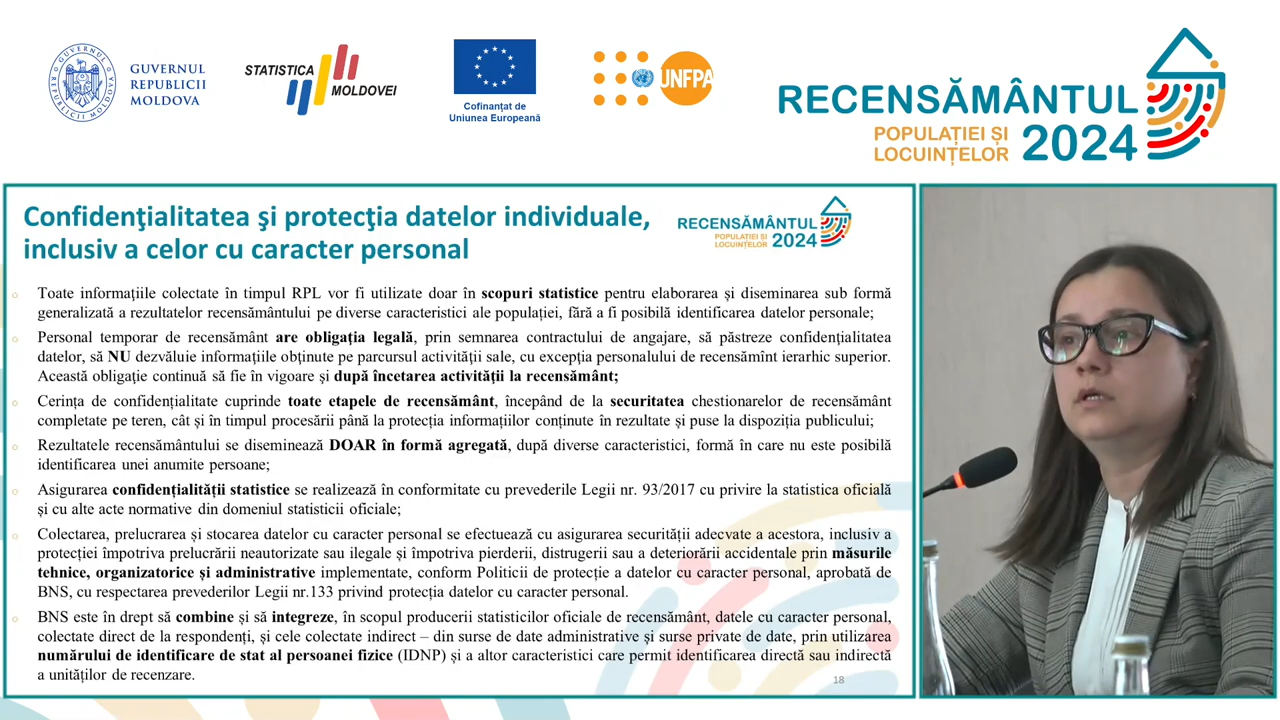 GUVERNUL
REPUBLICII
MOLDOVA
STATISTICA
MOLDOVEI
Cofinanțat de
Uniunea Europeană
UNFPA
RECENSĂMÂNTUL
POPULAȚIEI ȘI
LOCUINȚELOR
2024
Confidenţialitatea şi protecţia datelor individuale,
inclusiv a celor cu caracter personal
RECENSĂMÂNTUL
POPULAȚIEI ȘI
LOCUINȚELOR
2024
Toate informațiile colectate în timpul RPL vor fi utilizate doar în scopuri statistice pentru elaborarea și diseminarea sub formă
generalizată a rezultatelor recensământului pe diverse caracteristici ale populației, fără a fi posibilă identificarea datelor personale;
Personal temporar de recensământ are obligația legală, prin semnarea contractului de angajare, să păstreze confidențialitatea
datelor, să NU dezvăluie informațiile obținute pe parcursul activității sale, cu excepția personalului de recensămînt ierarhic superior.
Această obligaţie continuă să fie în vigoare şi după încetarea activității la recensământ;
Cerința de confidențialitate cuprinde toate etapele de recensământ, începând de la securitatea chestionarelor de recensământ
completate pe teren, cât și în timpul procesării până la protecția informațiilor conținute în rezultate și puse la dispoziția publicului;
Rezultatele recensământului se diseminează DOAR în formă agregată, după diverse caracteristici, formă în care nu este posibilă
identificarea unei anumite persoane;
Asigurarea confidențialității statistice se realizează în conformitate cu prevederile Legii nr. 93/2017 cu privire la statistica oficială
și cu alte acte normative din domeniul statisticii oficiale;
Colectarea, prelucrarea și stocarea datelor cu caracter personal se efectuează cu asigurarea securității adecvate a acestora, inclusiv a
protecției împotriva prelucrării neautorizate sau ilegale și împotriva pierderii, distrugerii sau a deteriorării accidentale prin măsurile
tehnice, organizatorice și administrative implementate, conform Politicii de protecție a datelor cu caracter personal, aprobată de
BNS, cu respectarea prevederilor Legii nr.133 privind protecția datelor cu caracter personal.
BNS este în drept să combine și să integreze, în scopul producerii statisticilor oficiale de recensământ, datele cu caracter personal,
colectate direct de la respondenți, și cele colectate indirect – din surse de date administrative şi surse private de date, prin utilizarea
numărului de identificare de stat al persoanei fizice (IDNP) și a altor caracteristici care permit identificarea directă sau indirectă
a unităților de recenzare.
18